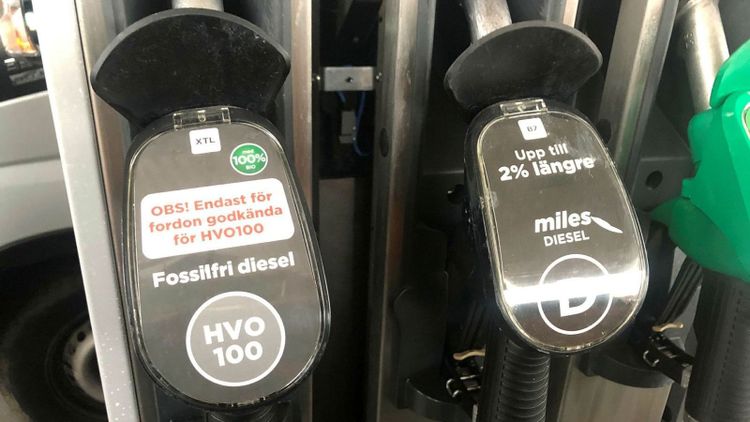 XTL
med
100%
BIO
OBS! Endast för
fordon godkända
för HVO100
Fossilfri diesel
HVO
100
B7
Upp till
2% längre
miles
DIESEL
D